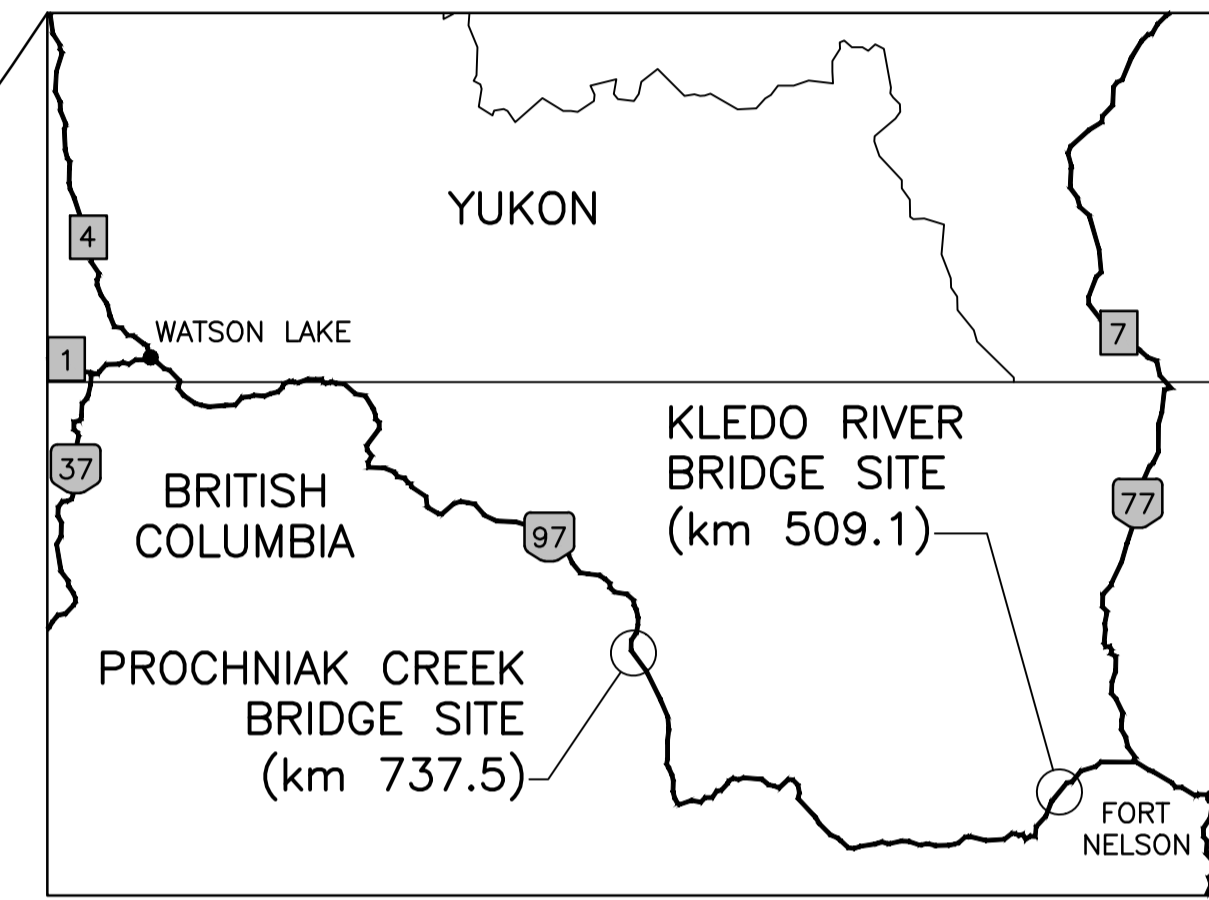 YUKON
4
WATSON LAKE
1
7
KLEDO RIVER
BRIDGE SITE
(km 509.1)
37
BRITISH
COLUMBIA
97
77
PROCHNIAK CREEK
BRIDGE SITE
(km 737.5)
FORT
NELSON